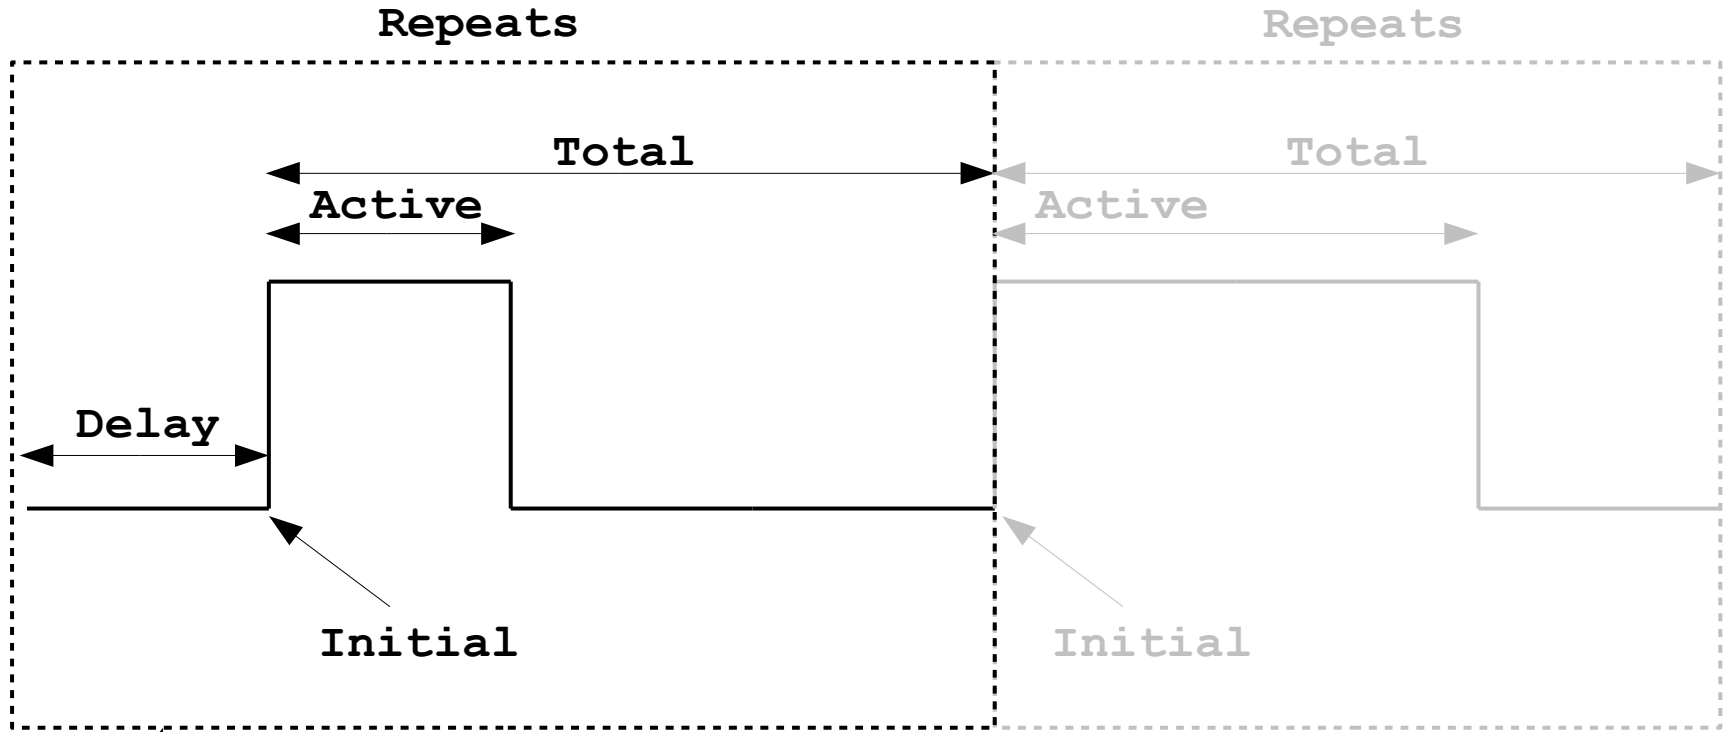 Repeats
Total
Active
Delay
Initial
Repeats
Total
Active
Initial